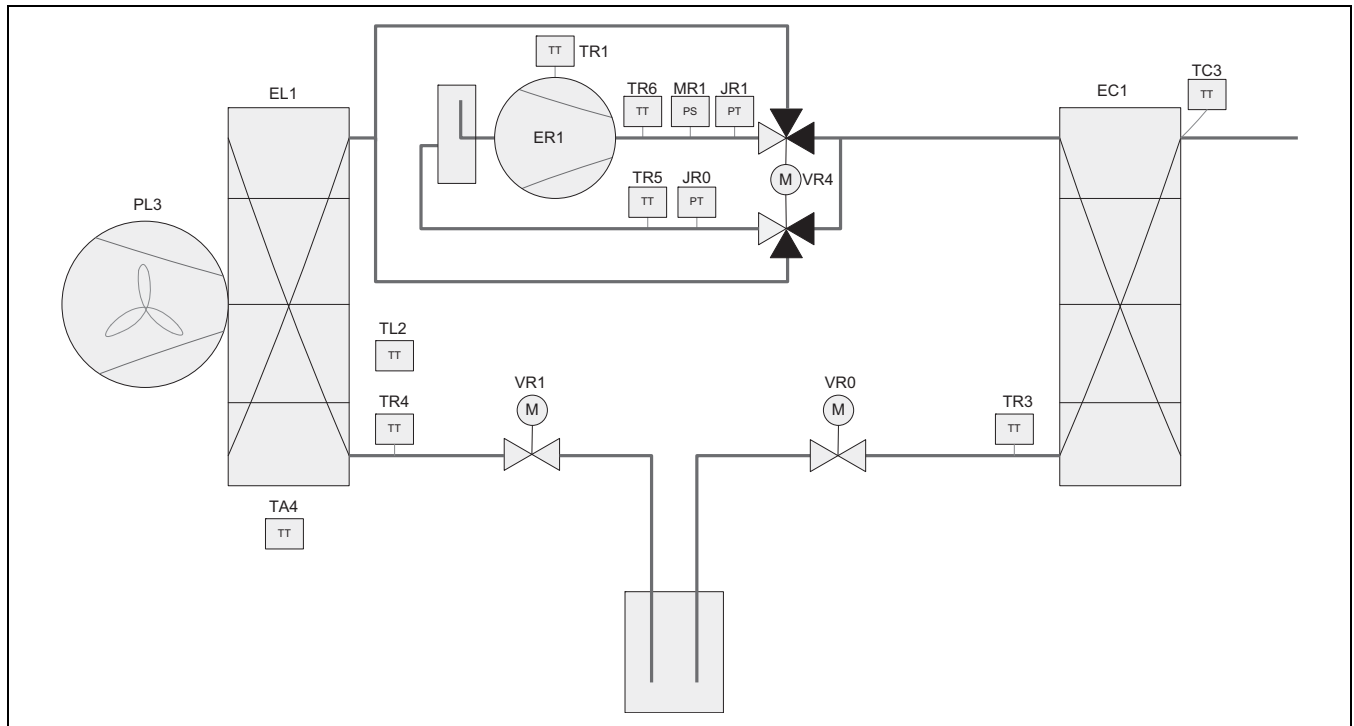 TT TR1
TC3
EL1
TR6 MR1 JR1
EC1
TT
TT PS PT
ER1
TR5 JR0
M VR4
TT PT
PL3
TL2
TT
VR1
VR0
TR4
M
M
TR3
TT
TT
TA4
TT